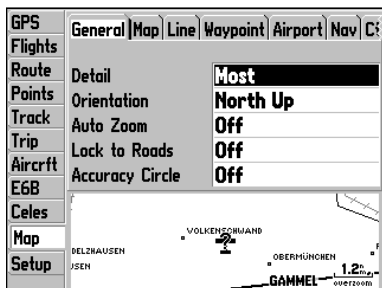 GPS
Flights
Route
Points
Track
Trip
Aircrft
E6B
Celes
Map
Setup
General Map Line Waypoint Airport Nav
Detail Most
Orientation North Up
Auto Zoom Off
Lock to Roads Off
Accuracy Circle Off
VOLKENSCHWAND
?
DELZHAUSEN
OBERMÜNCHEN
JSEN
GAMMEL
1.2
overzoom